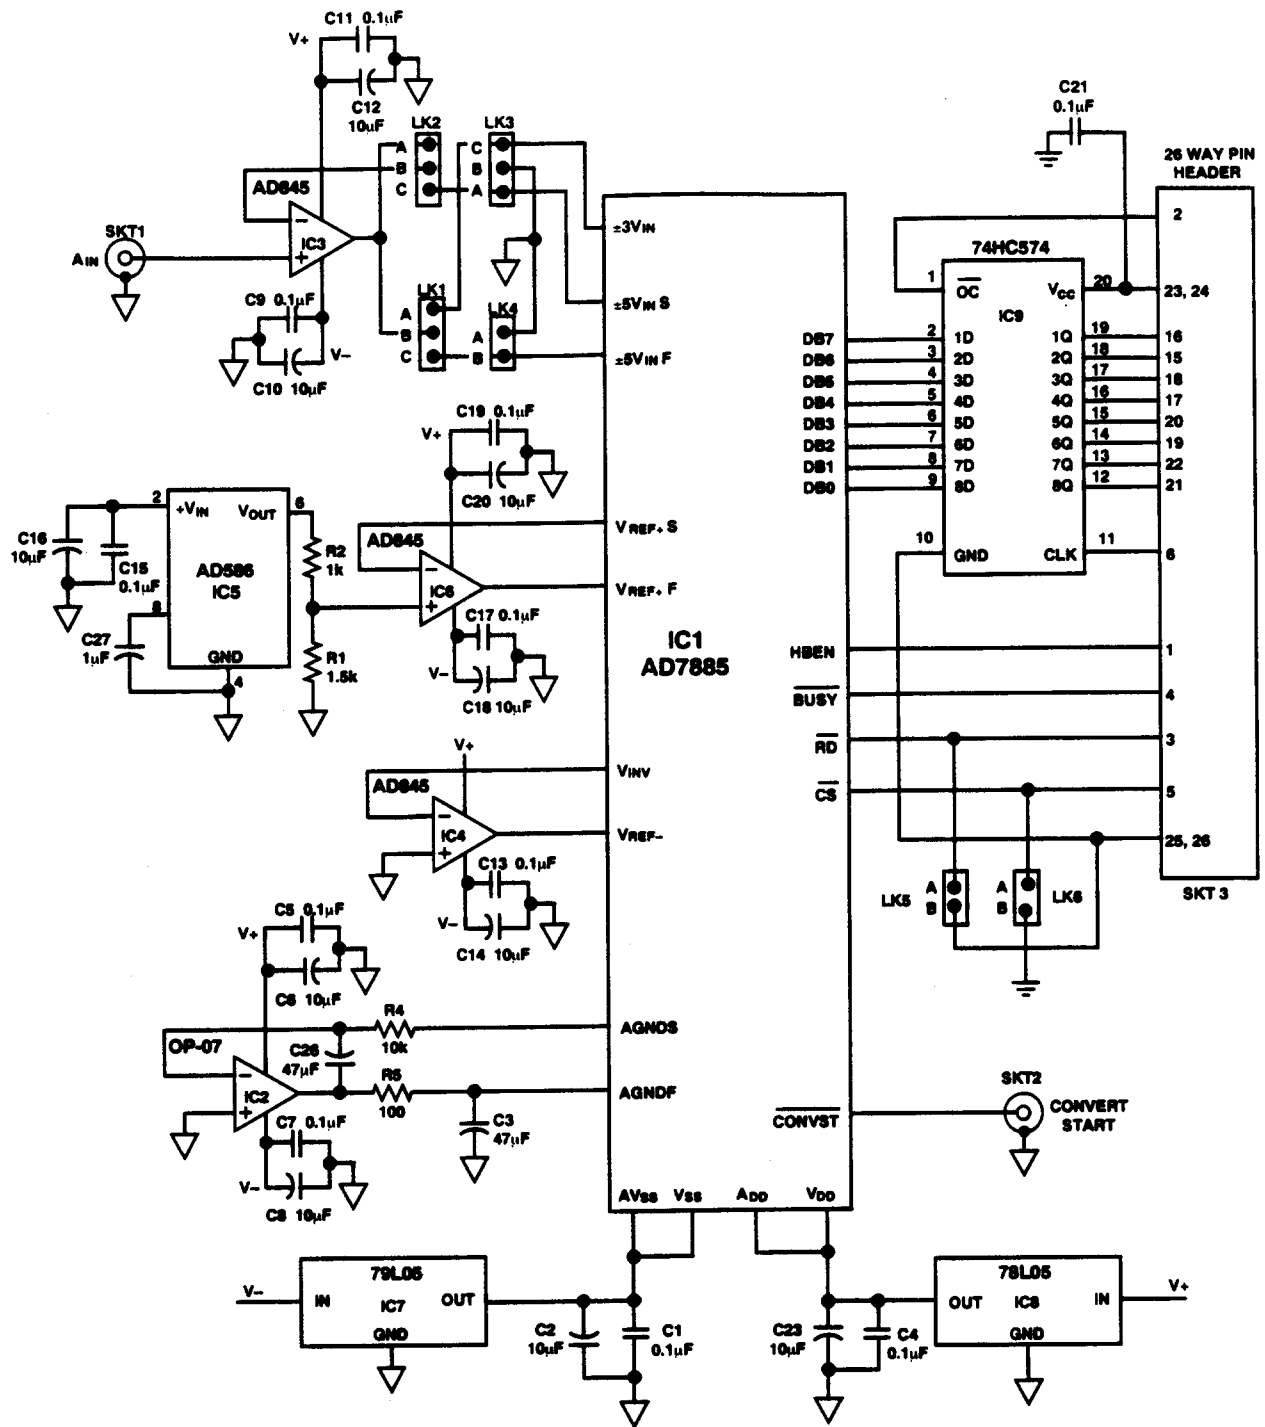 C11 0.1μF
V+
C12
10μF
LK2
A
B
C
LK3
C
B
A
AD845
SKT1
AIN
IC3
−
+
C9 0.1μF
V−
C10 10μF
LK1
A
B
C
LK4
A
B
±3VIN
±5VIN S
±5VIN F
C21
0.1μF
26 WAY PIN
HEADER
2
74HC574
1 OC VCC 20
23, 24
IC9
DB7 2 1D 1Q 19 16
DB6 3 2D 2Q 18 15
DB5 4 3D 3Q 17 18
DB4 5 4D 4Q 16 17
DB3 6 5D 5Q 15 20
DB2 7 6D 6Q 14 19
DB1 8 7D 7Q 13 22
DB0 9 8D 8Q 12 21
10 GND CLK 11 6
C19 0.1μF
V+
C20 10μF
C16
10μF
C15
0.1μF
2 +VIN VOUT 6
AD586
IC5
8
C27
1μF
GND
4
R2
1k
R1
1.5k
AD845
IC6
−
+
C17 0.1μF
V−
C18 10μF
VREF+ S
VREF+ F
IC1
AD7885
HBEN 1
BUSY 4
RD 3
CS 5
25, 26
LK5
A
B
A
B
LK6
SKT 3
V+
AD845
IC4
−
+
VINV
VREF−
C13 0.1μF
V−
C14 10μF
C5 0.1μF
V+
C6 10μF
OP-07
IC2
−
+
C26
47μF
R4
10k
R5
100
C3
47μF
AGNDS
AGNDF
C7 0.1μF
V−
C8 10μF
CONVST
SKT2
CONVERT
START
AVSS VSS ADD VDD
V−
79L05
IN IC7 OUT
GND
C2
10μF
C1
0.1μF
C23
10μF
C4
0.1μF
78L05
OUT IC8 IN
GND
V+